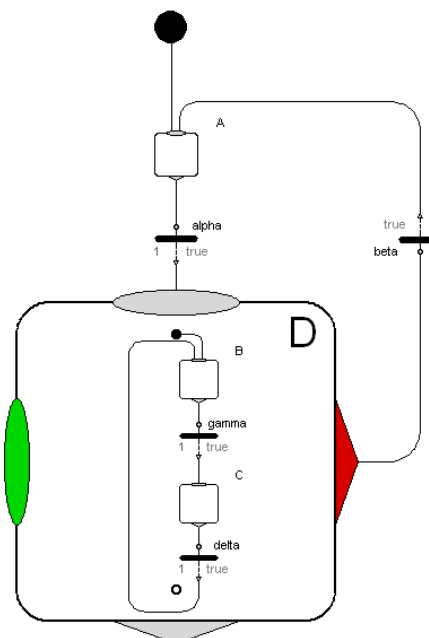 A
alpha
1 true
true
beta
D
B
gamma
1 true
C
delta
1 true